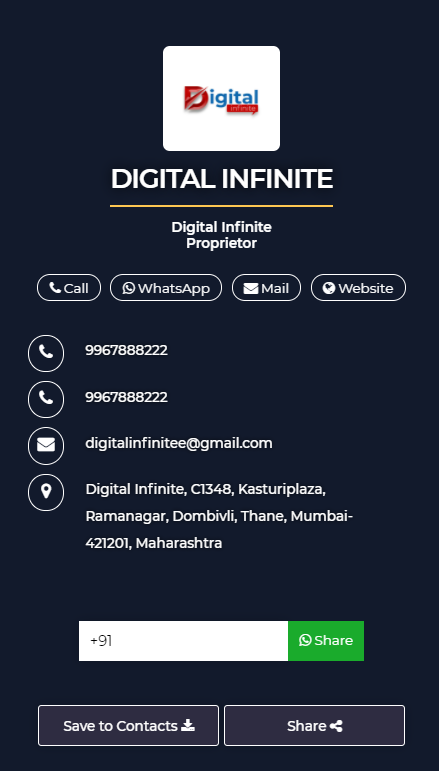 Digital
infinite
DIGITAL INFINITE
Digital Infinite
Proprietor
Call WhatsApp Mail Website
9967888222
9967888222
digitalinfinitee@gmail.com
Digital Infinite, C1348, Kasturiplaza,
Ramanagar, Dombivli, Thane, Mumbai-
421201, Maharashtra
+91 Share
Save to Contacts Share